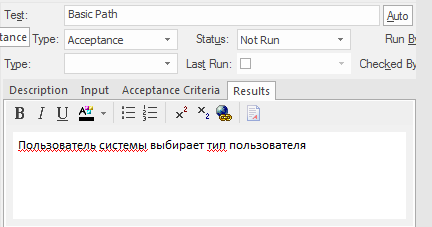 Test: Basic Path Auto
tance Type: Acceptance Status: Not Run Run By
Type: Last Run: Checked By
Description Input Acceptance Criteria Results
B I U A x² x₂
Пользователь системы выбирает тип пользователя